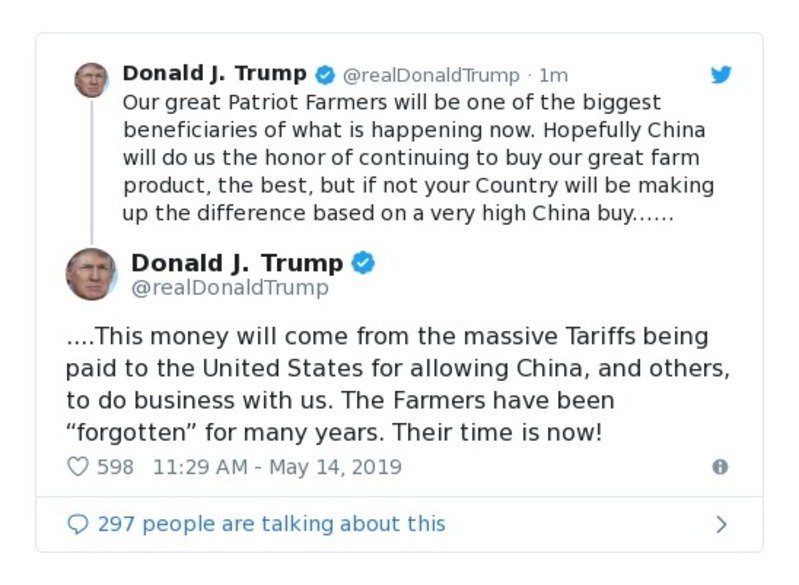 Donald J. Trump @realDonaldTrump · 1m
Our great Patriot Farmers will be one of the biggest
beneficiaries of what is happening now. Hopefully China
will do us the honor of continuing to buy our great farm
product, the best, but if not your Country will be making
up the difference based on a very high China buy......
Donald J. Trump
@realDonaldTrump
....This money will come from the massive Tariffs being
paid to the United States for allowing China, and others,
to do business with us. The Farmers have been
“forgotten” for many years. Their time is now!
598 11:29 AM - May 14, 2019
297 people are talking about this